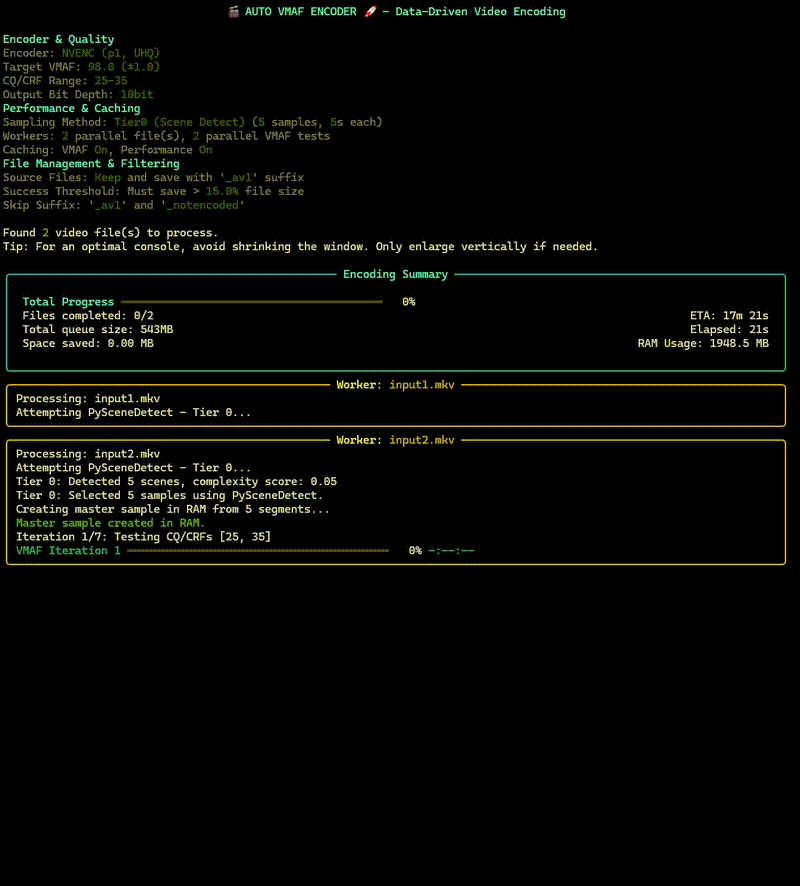 🎬 AUTO VMAF ENCODER 🚀 - Data-Driven Video Encoding
Encoder & Quality
Encoder: NVENC (p1, UHQ)
Target VMAF: 98.0 (±1.0)
CQ/CRF Range: 25-35
Output Bit Depth: 10bit
Performance & Caching
Sampling Method: Tier0 (Scene Detect) (5 samples, 5s each)
Workers: 2 parallel file(s), 2 parallel VMAF tests
Caching: VMAF On, Performance On
File Management & Filtering
Source Files: Keep and save with '_av1' suffix
Success Threshold: Must save > 15.0% file size
Skip Suffix: '_av1' and '_notencoded'
Found 2 video file(s) to process.
Tip: For an optimal console, avoid shrinking the window. Only enlarge vertically if needed.
Encoding Summary
Total Progress 0%
Files completed: 0/2 ETA: 17m 21s
Total queue size: 543MB Elapsed: 21s
Space saved: 0.00 MB RAM Usage: 1948.5 MB
Worker: input1.mkv
Processing: input1.mkv
Attempting PySceneDetect - Tier 0...
Worker: input2.mkv
Processing: input2.mkv
Attempting PySceneDetect - Tier 0...
Tier 0: Detected 5 scenes, complexity score: 0.05
Tier 0: Selected 5 samples using PySceneDetect.
Creating master sample in RAM from 5 segments...
Master sample created in RAM.
Iteration 1/7: Testing CQ/CRFs [25, 35]
VMAF Iteration 1 0% -:--:--